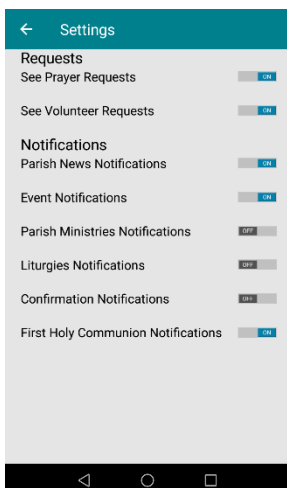 Settings
Requests
See Prayer Requests ON
See Volunteer Requests ON
Notifications
Parish News Notifications ON
Event Notifications ON
Parish Ministries Notifications OFF
Liturgies Notifications OFF
Confirmation Notifications OFF
First Holy Communion Notifications ON